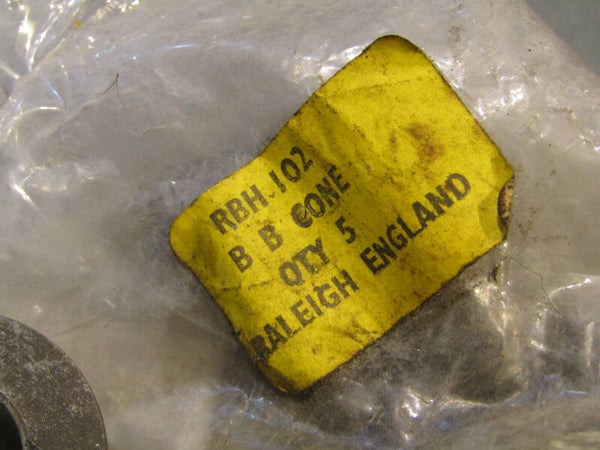 RBH.102
B B CONE
QTY 5
RALEIGH ENGLAND